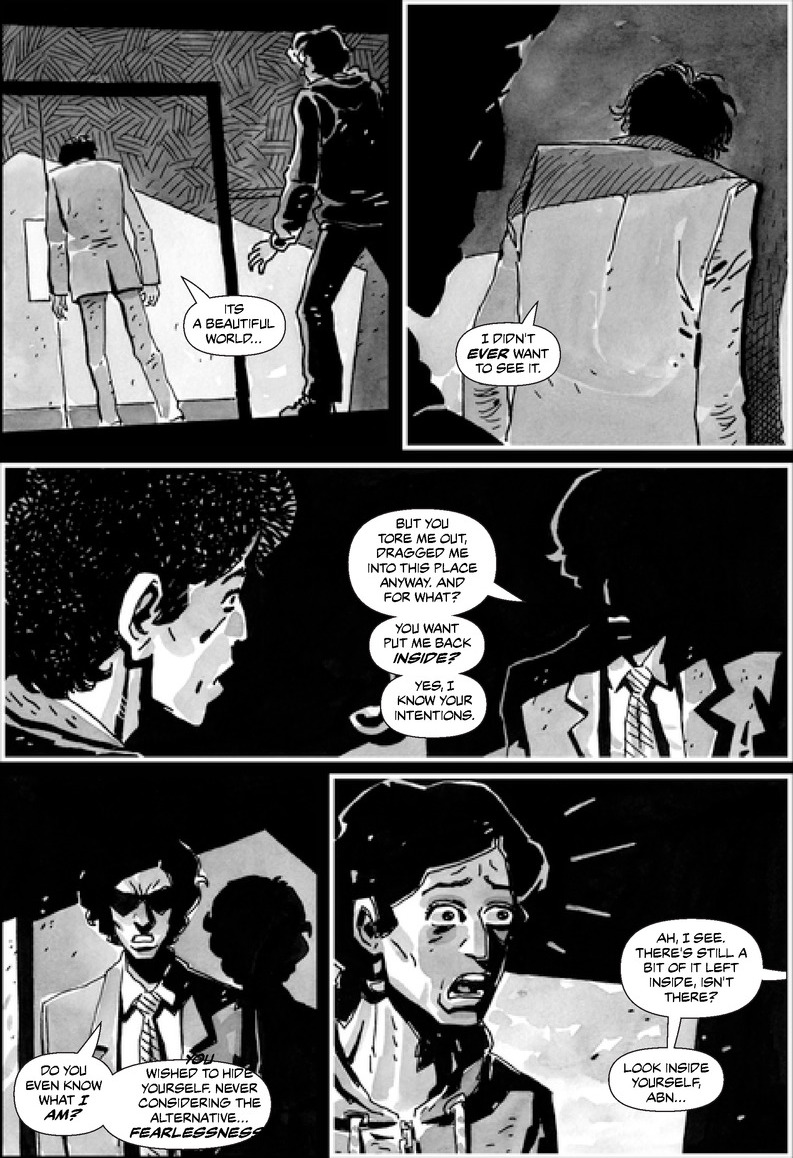 ITS
A BEAUTIFUL
WORLD...
I DIDN'T
EVER WANT
TO SEE IT.
BUT YOU
TORE ME OUT,
DRAGGED ME
INTO THIS PLACE
ANYWAY. AND
FOR WHAT?
YOU WANT
PUT ME BACK
INSIDE?
YES, I
KNOW YOUR
INTENTIONS.
DO YOU
EVEN KNOW
WHAT I
AM?
YOU
WISHED TO HIDE
YOURSELF. NEVER
CONSIDERING THE
ALTERNATIVE...
FEARLESSNESS
AH, I SEE.
THERE'S STILL A
BIT OF IT LEFT
INSIDE, ISN'T
THERE?
LOOK INSIDE
YOURSELF,
ABN...